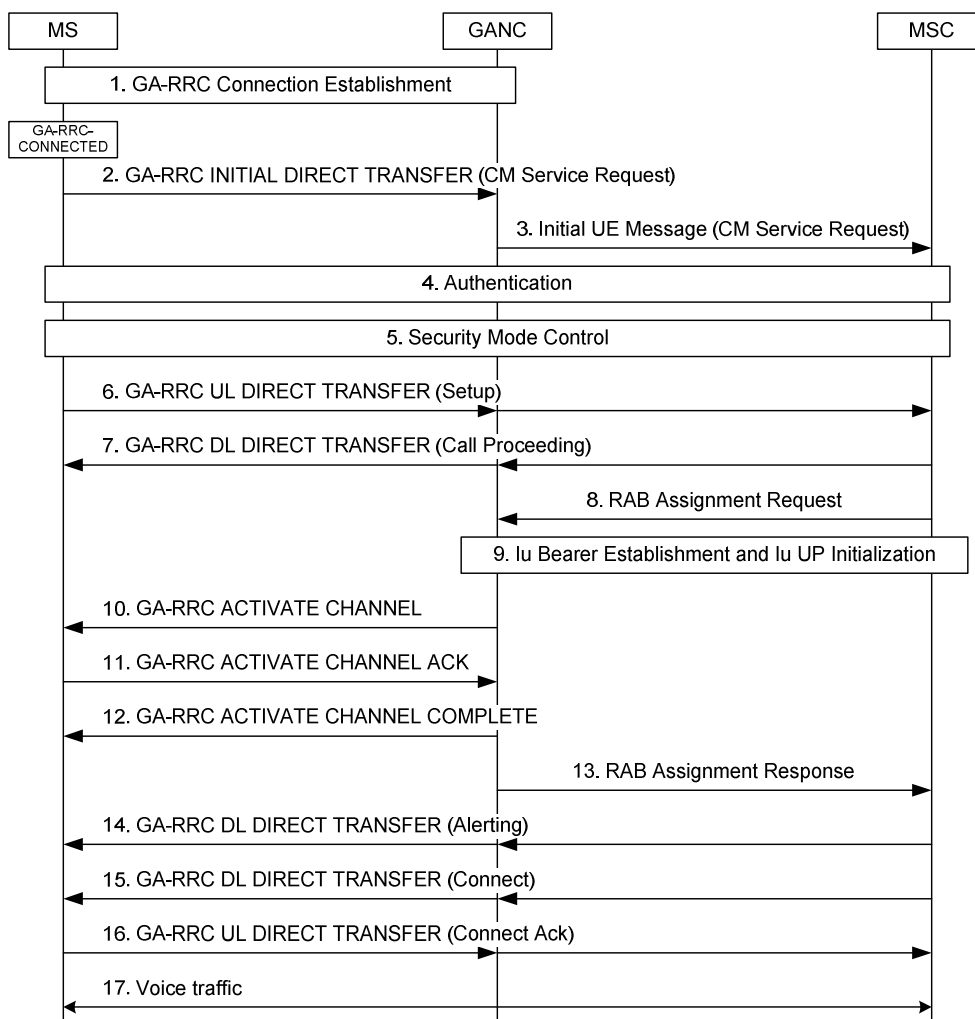 MS
GANC
MSC
1. GA-RRC Connection Establishment
GA-RRC-
CONNECTED
2. GA-RRC INITIAL DIRECT TRANSFER (CM Service Request)
3. Initial UE Message (CM Service Request)
4. Authentication
5. Security Mode Control
6. GA-RRC UL DIRECT TRANSFER (Setup)
7. GA-RRC DL DIRECT TRANSFER (Call Proceeding)
8. RAB Assignment Request
9. Iu Bearer Establishment and Iu UP Initialization
10. GA-RRC ACTIVATE CHANNEL
11. GA-RRC ACTIVATE CHANNEL ACK
12. GA-RRC ACTIVATE CHANNEL COMPLETE
13. RAB Assignment Response
14. GA-RRC DL DIRECT TRANSFER (Alerting)
15. GA-RRC DL DIRECT TRANSFER (Connect)
16. GA-RRC UL DIRECT TRANSFER (Connect Ack)
17. Voice traffic